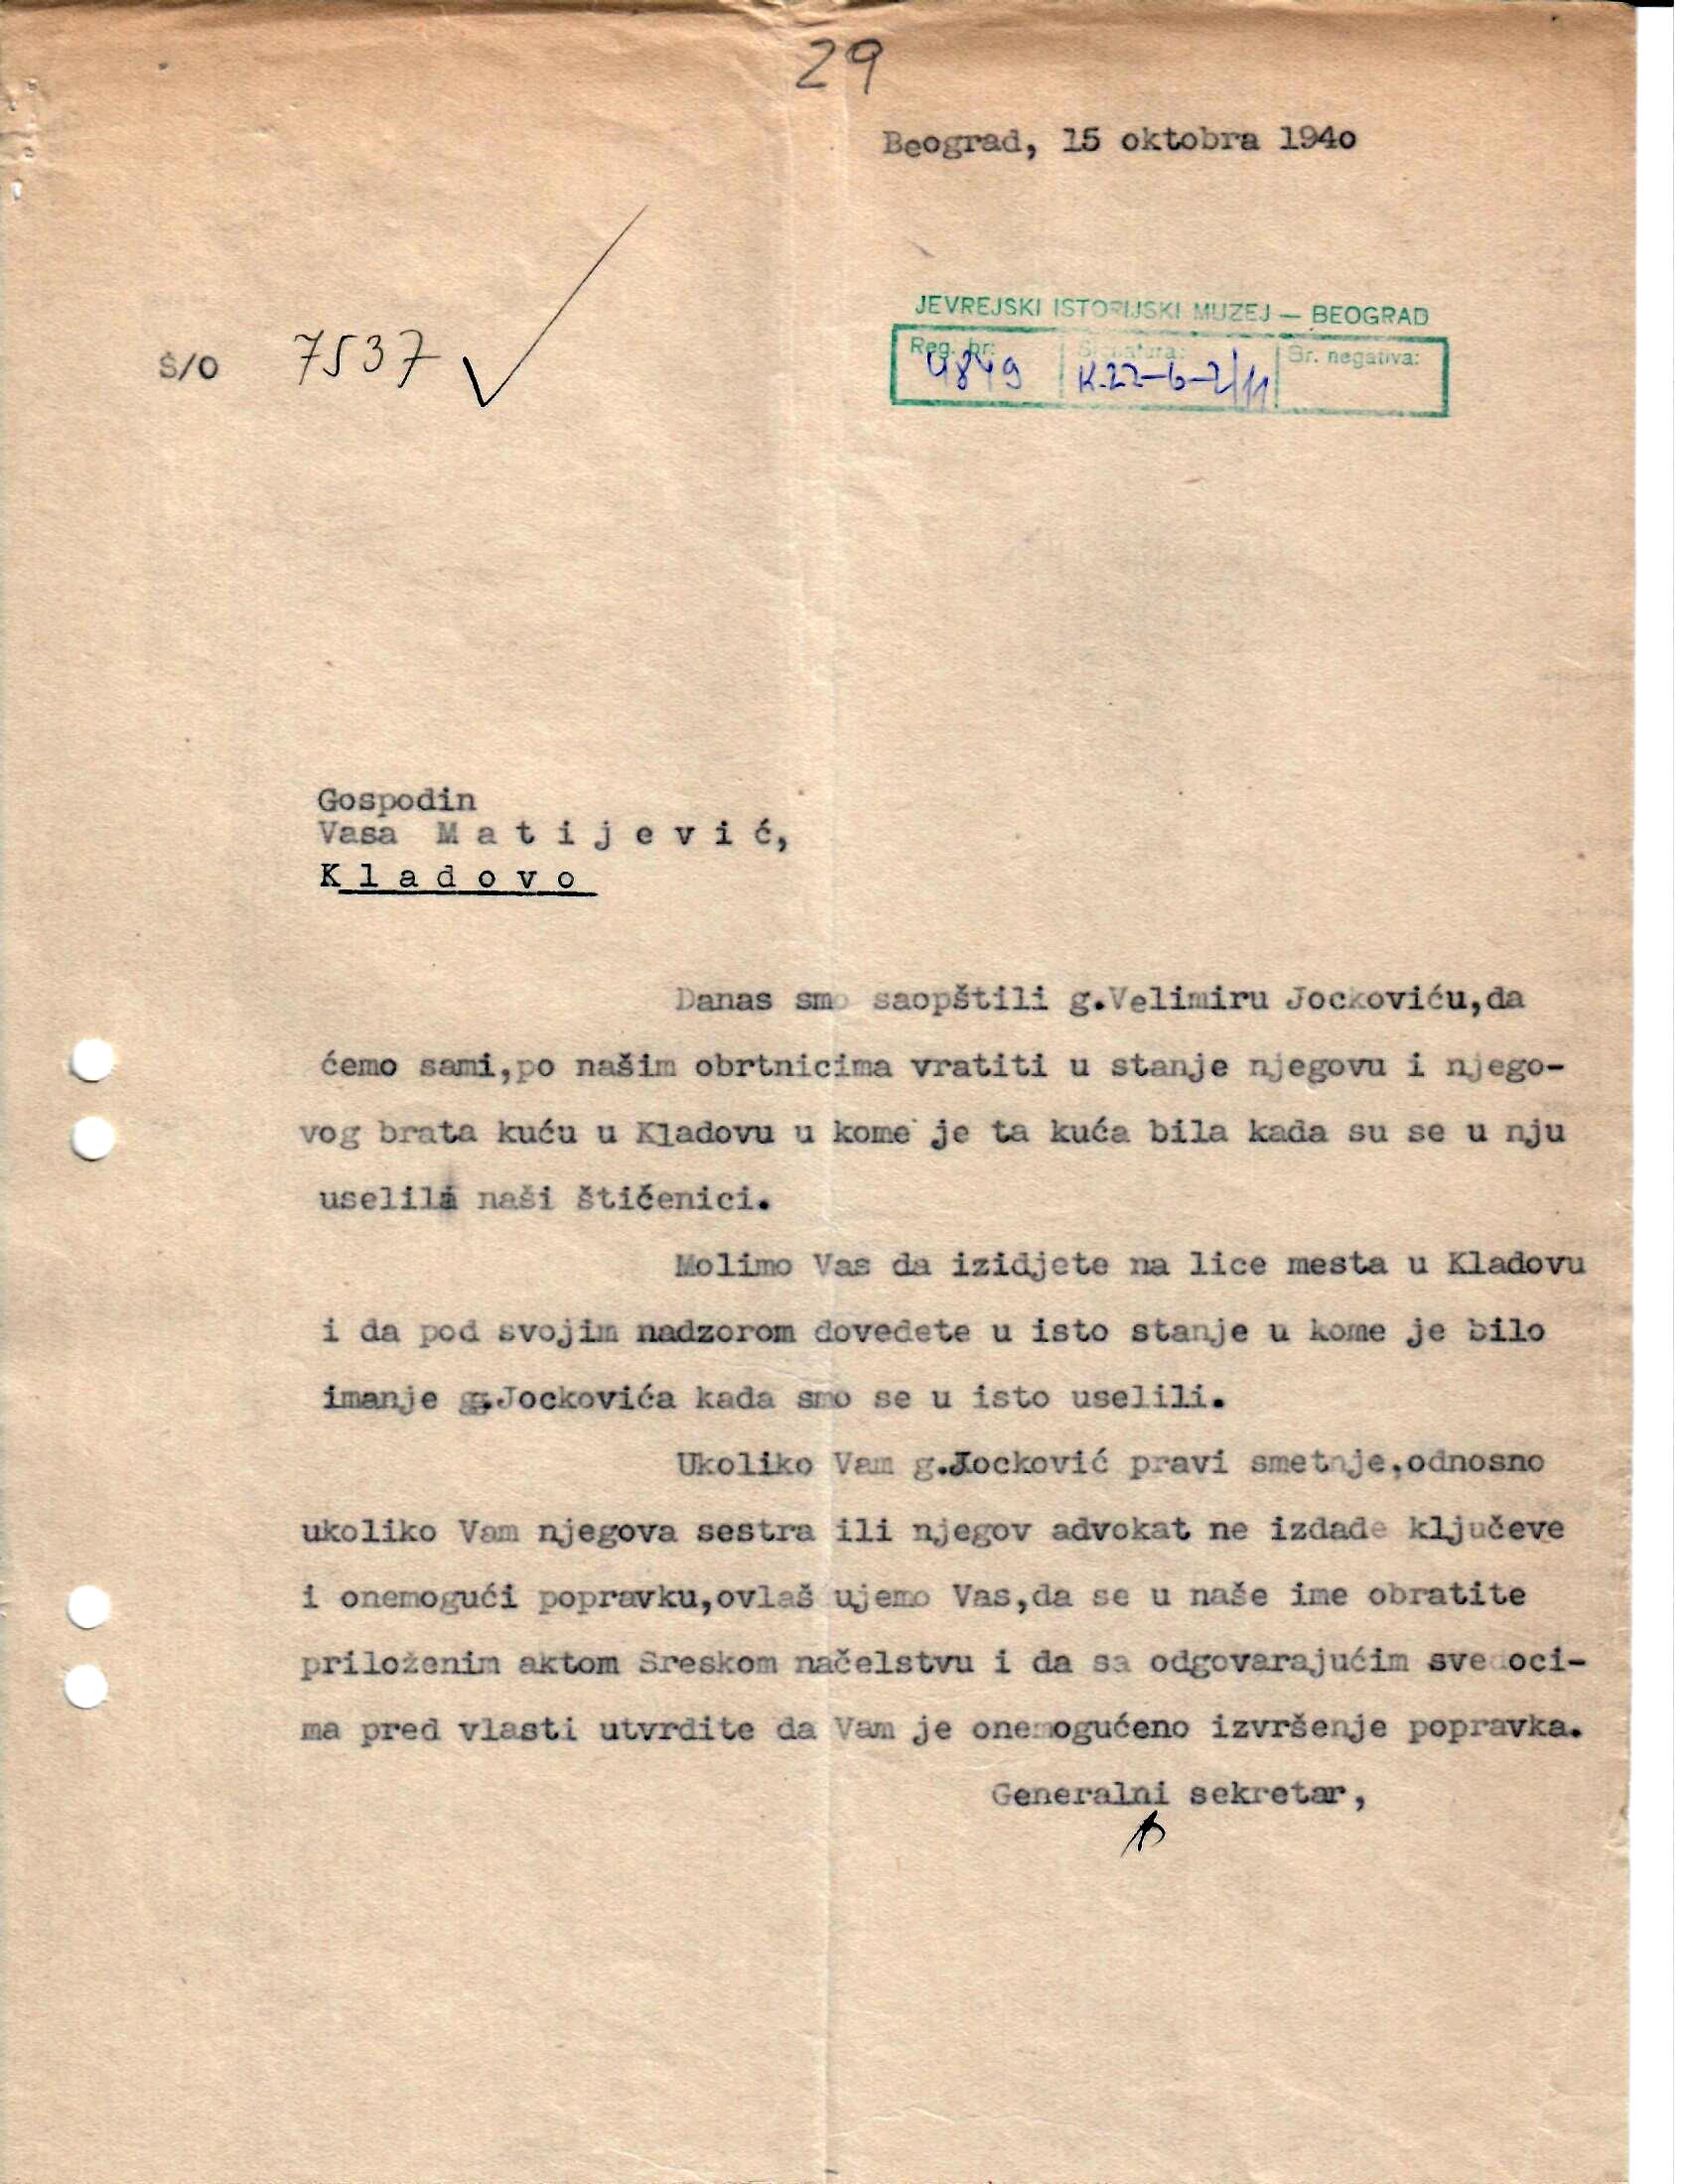 29
Beograd, 15 oktobra 1940
JEVREJSKI ISTORIJSKI MUZEJ — BEOGRAD
Reg. br: Signatura: Br. negativa:
4849 K.22-6-2/11
Š/O 7537
Gospodin
Vasa M a t i j e v i ć,
K l a d o v o
Danas smo saopštili g.Velimiru Jockoviću,da
ćemo sami,po našim obrtnicima vratiti u stanje njegovu i njego-
vog brata kuću u Kladovu u kome je ta kuća bila kada su se u nju
uselili naši štićenici.
Molimo Vas da izidjete na lice mesta u Kladovu
i da pod svojim nadzorom dovedete u isto stanje u kome je bilo
imanje g.Jockovića kada smo se u isto uselili.
Ukoliko Vam g.Jocković pravi smetnje,odnosno
ukoliko Vam njegova sestra ili njegov advokat ne izdade ključeve
i onemogući popravku,ovlaš ujemo Vas,da se u naše ime obratite
priloženim aktom Sreskom načelstvu i da sa odgovarajućim svedoci-
ma pred vlasti utvrdite da Vam je onemogućeno izvršenje popravka.
Generalni sekretar,